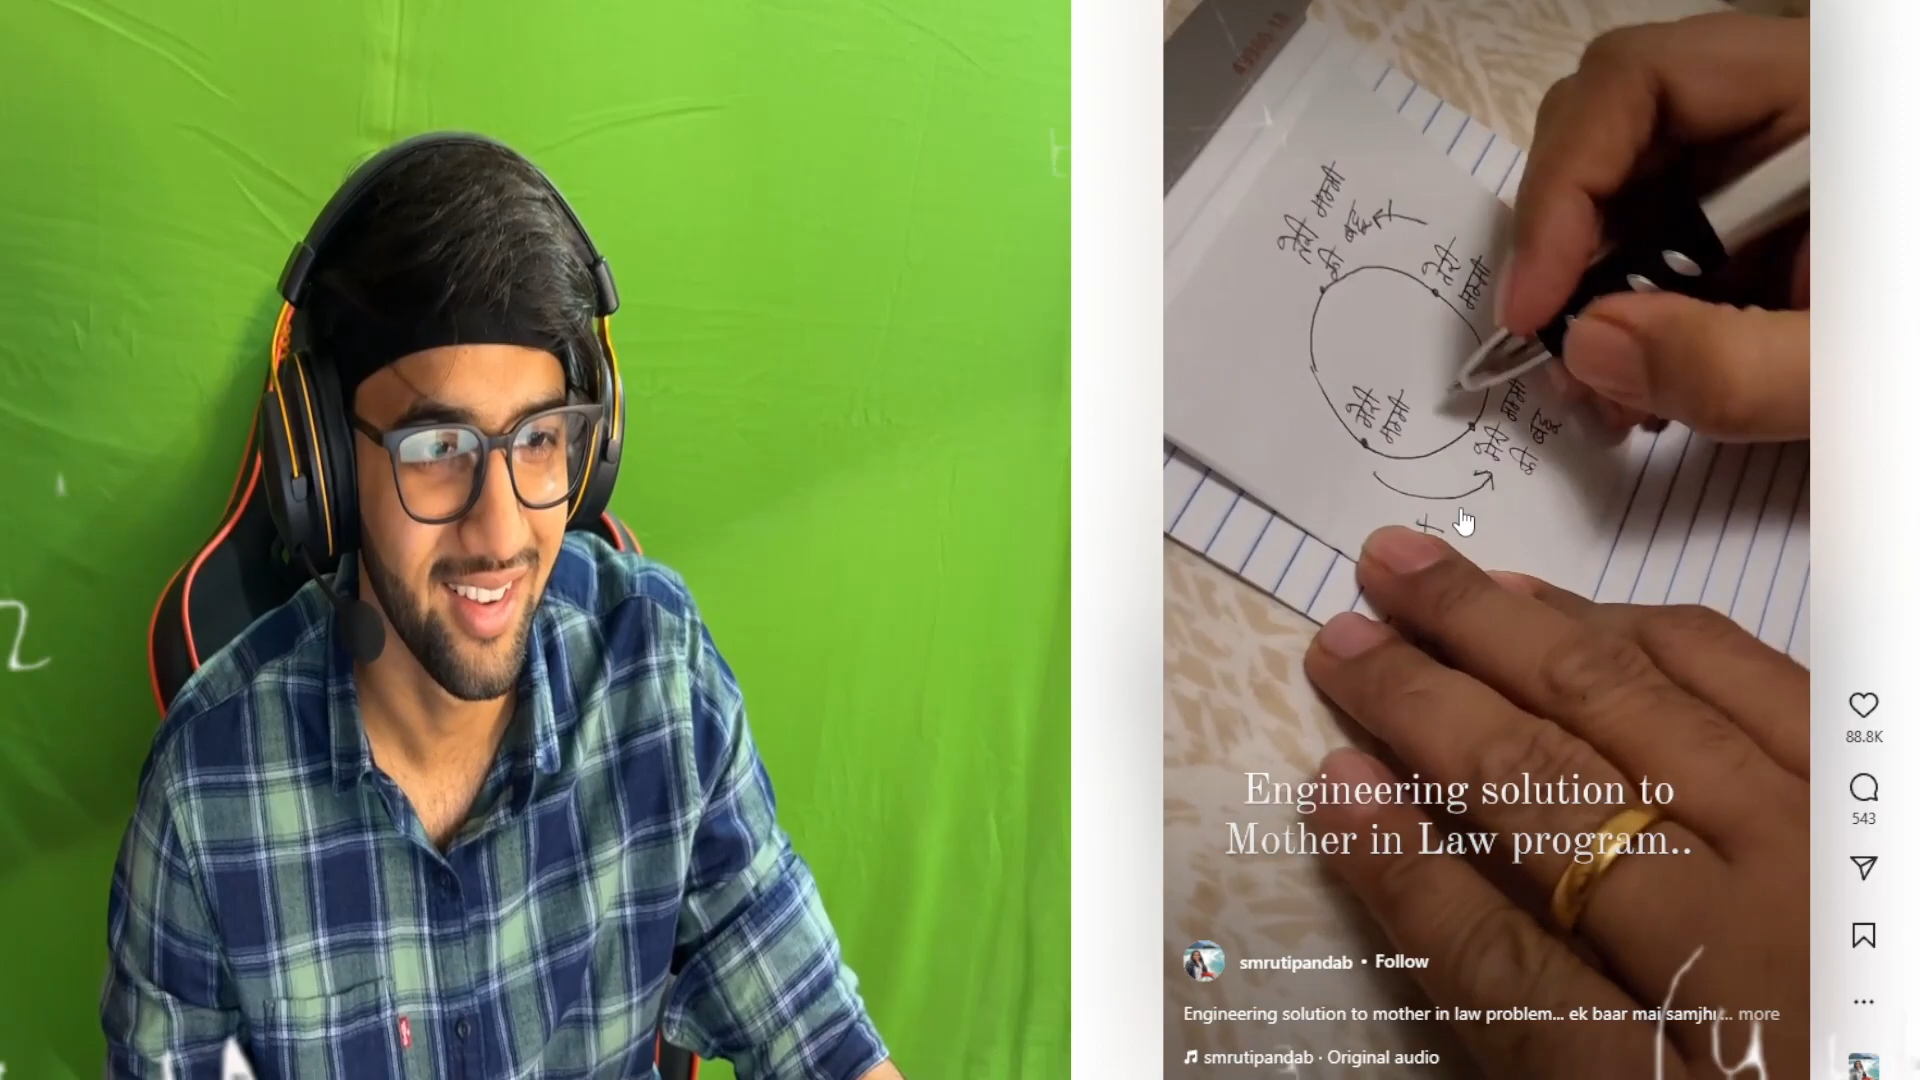 तेरी मम्मी
की बहू
तेरी
मम्मी
मेरी
मम्मी
मेरी मम्मी
की बहू
Engineering solution to
Mother in Law program..
88.8K
543
smrutipandab • Follow
Engineering solution to mother in law problem... ek baar mai samjhı... more
smrutipandab · Original audio